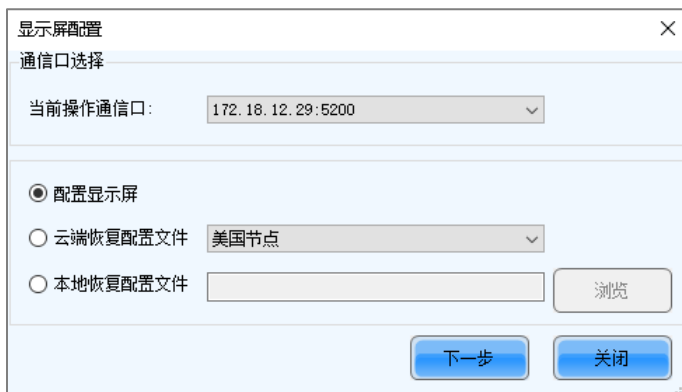 显示屏配置
通信口选择
当前操作通信口: 172.18.12.29:5200
配置显示屏
云端恢复配置文件 美国节点
本地恢复配置文件 浏览
下一步 关闭